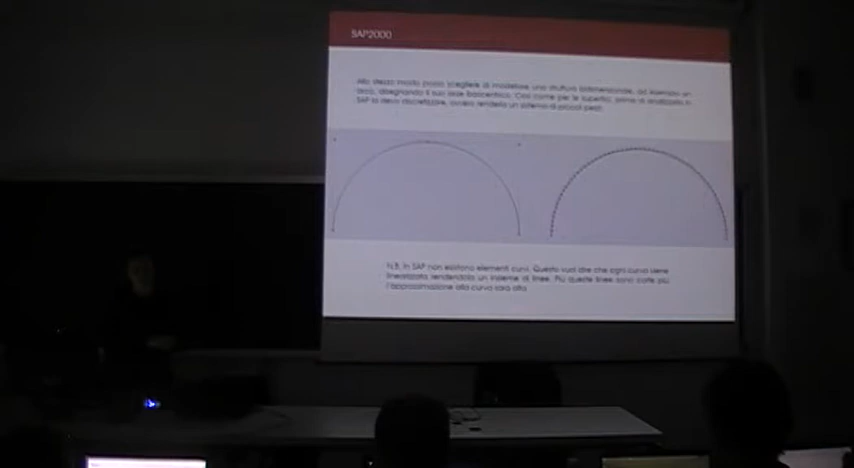 SAP2000
Allo stesso modo posso scegliere di modellare una struttura bidimensionale, ad esempio un
arco, disegnando il suo asse baricentrico. Così come per le superfici, prima di analizzarlo in
SAP lo devo discretizzare, ovvero renderlo un sistema di piccoli pezzi.
N.B. In SAP non esistono elementi curvi. Questo vuol dire che ogni curva viene
linearizzata rendendola un insieme di linee. Più queste linee sono corte più
l'approssimazione alla curva sarà alta.